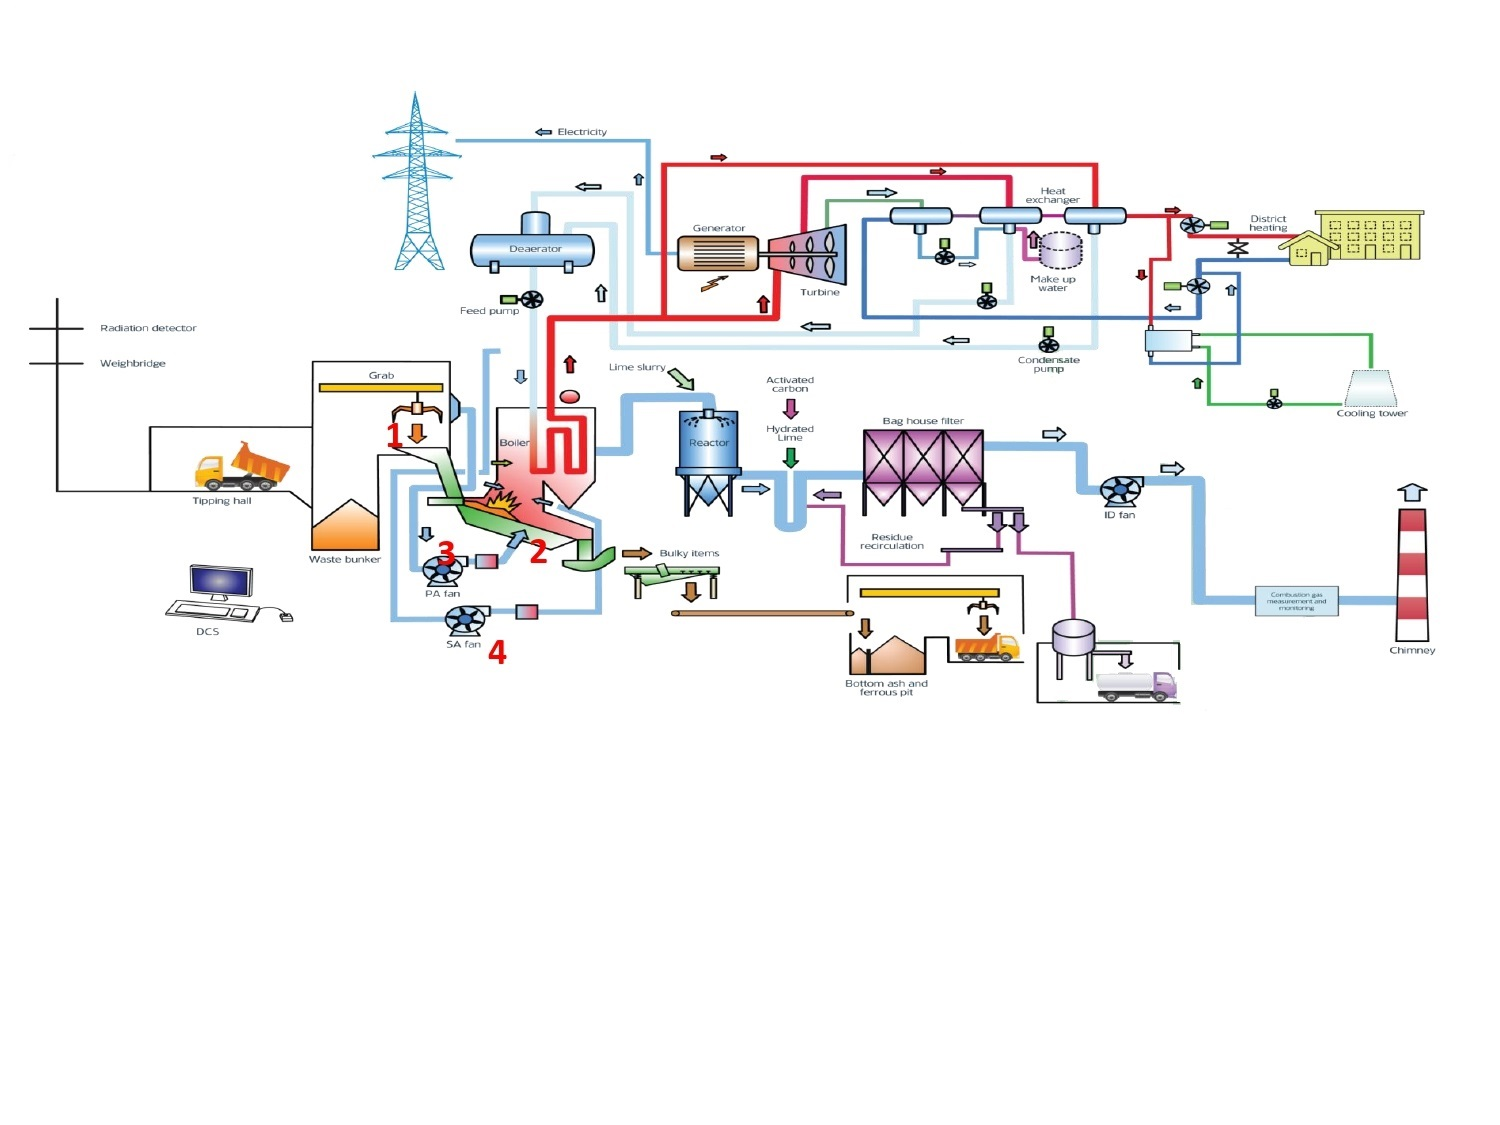 Electricity
Heat
exchanger
Generator
District
heating
Deaerator
Make up
water
Turbine
Feed pump
Radiation detector
Weighbridge
Condensate
pump
Lime slurry
Grab
Activated
carbon
Cooling tower
Bag house filter
1
Hydrated
Lime
Boiler
Reactor
Tipping hall
ID fan
Residue
recirculation
3
2
Bulky items
Waste bunker
PA fan
Combustion gas
measurement and
monitoring
DCS
SA fan
4
Chimney
Bottom ash and
ferrous pit